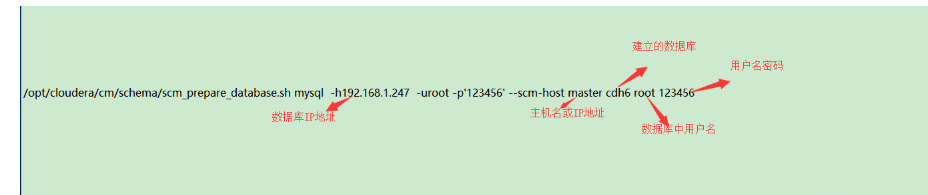 建立的数据库
用户名密码
/opt/cloudera/cm/schema/scm_prepare_database.sh mysql -h192.168.1.247 -uroot -p'123456' --scm-host master cdh6 root 123456
数据库IP地址
主机名或IP地址
数据库中用户名